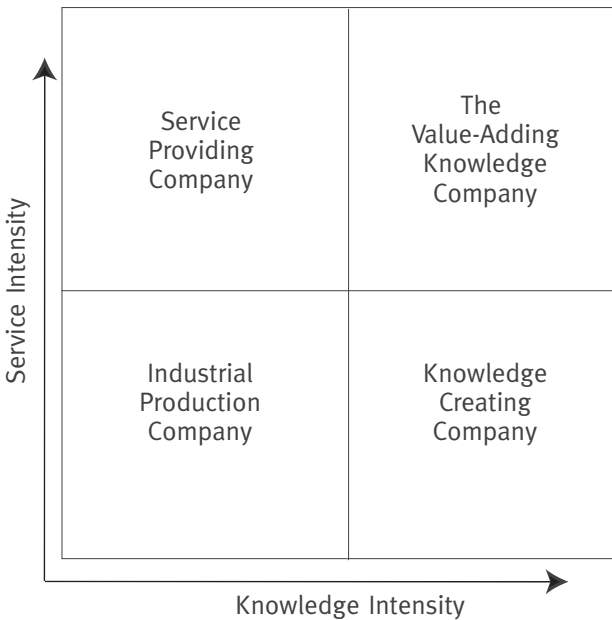 Service
Providing
Company
The
Value-Adding
Knowledge
Company
Service Intensity
Industrial
Production
Company
Knowledge
Creating
Company
Knowledge Intensity